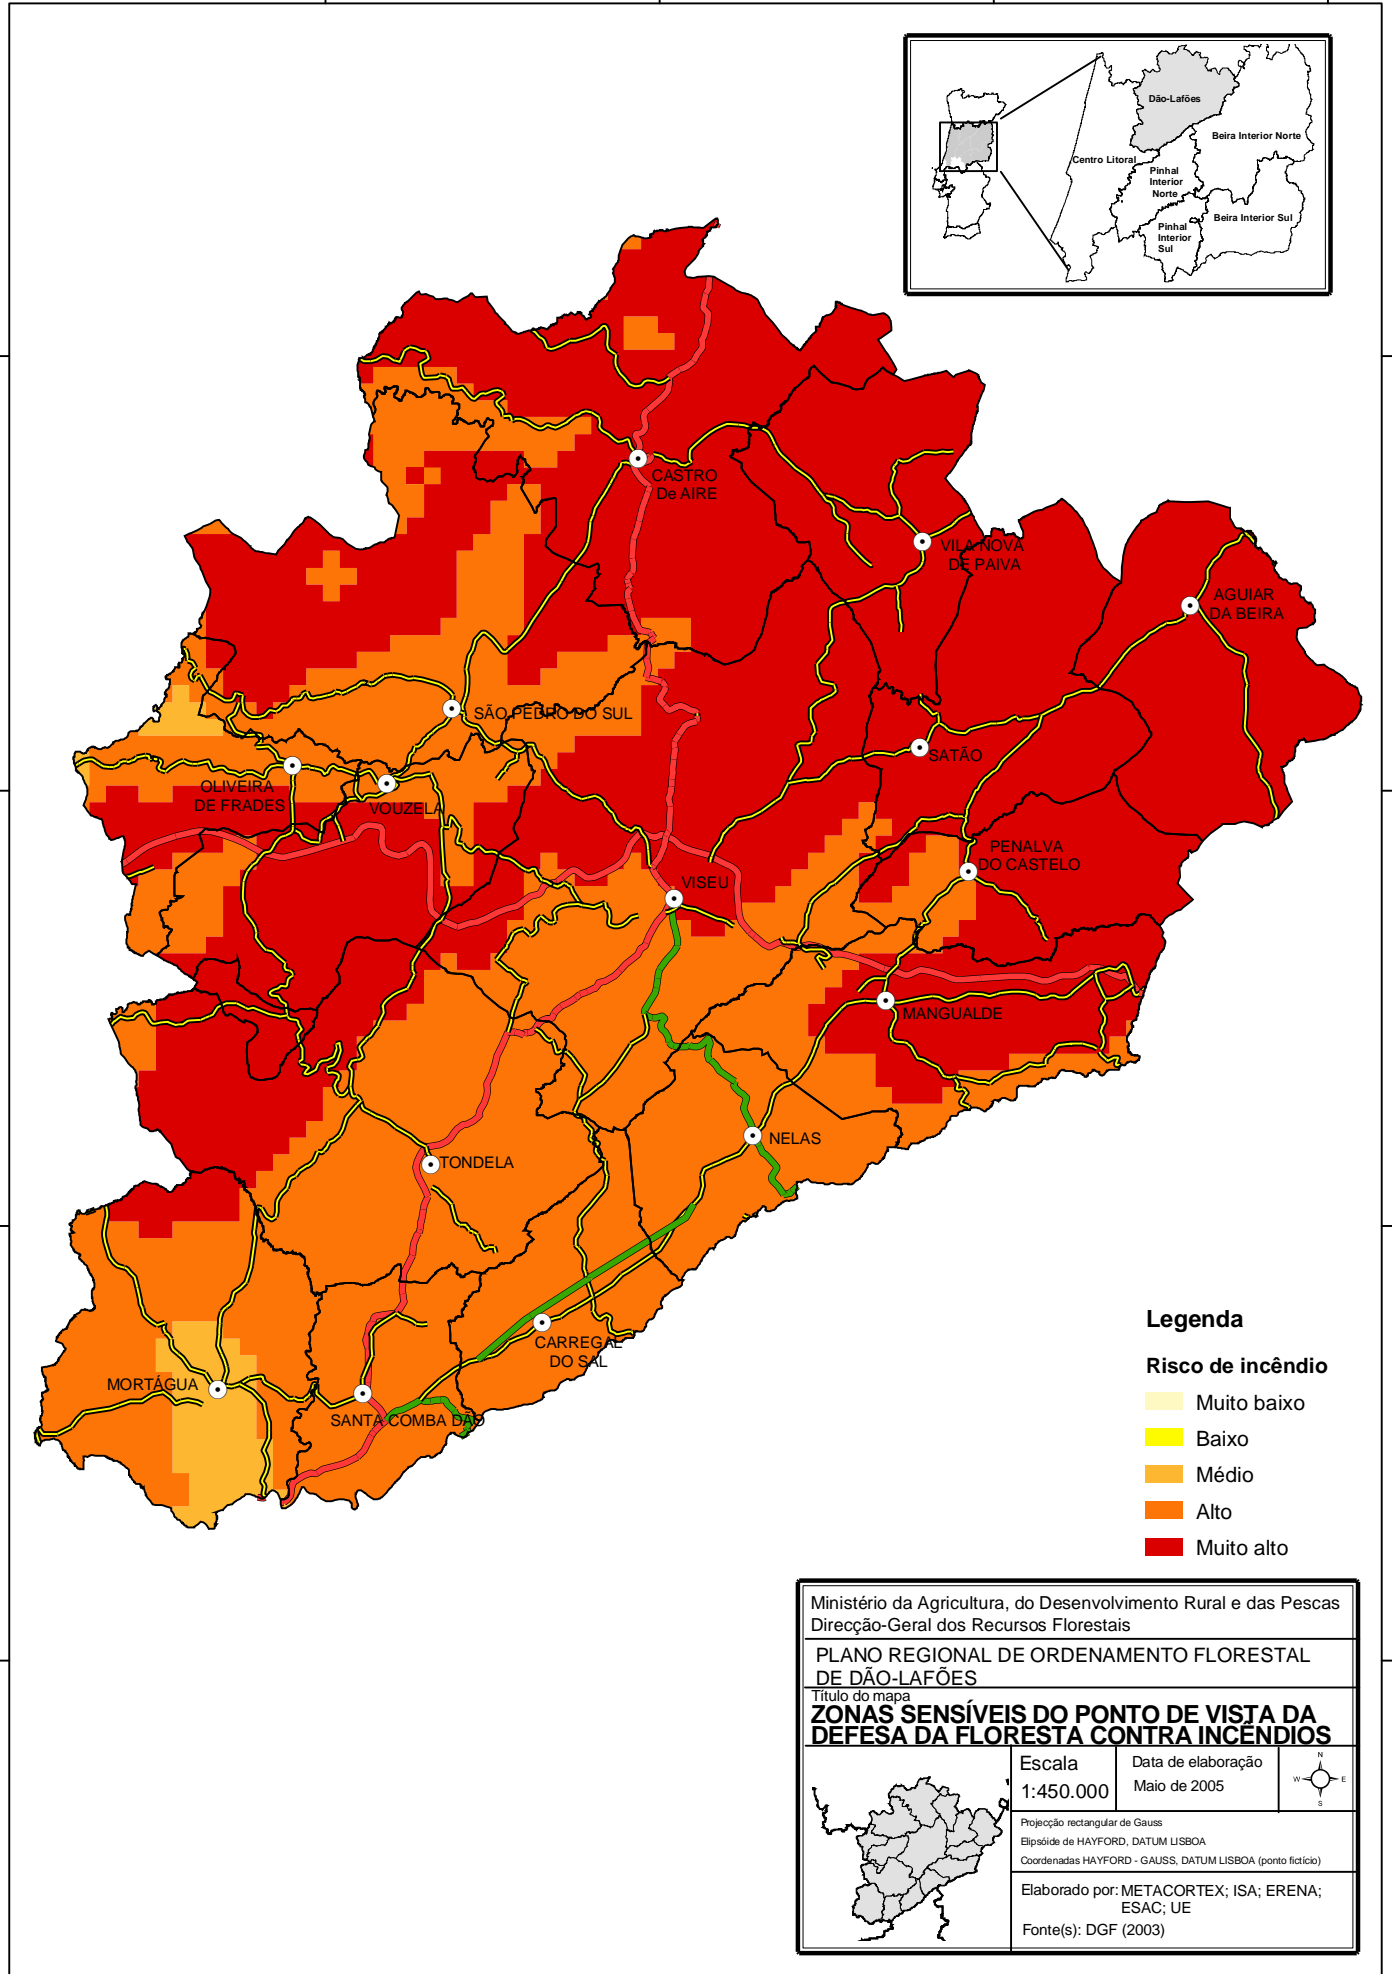 Dão-Lafões
Beira Interior Norte
Centro Litoral
Pinhal
Interior
Norte
Beira Interior Sul
Pinhal
Interior
Sul
CASTRO
De AIRE
VILA NOVA
DE PAIVA
AGUIAR
DA BEIRA
SÃO PEDRO DO SUL
SATÃO
OLIVEIRA
DE FRADES
VOUZELA
PENALVA
DO CASTELO
VISEU
MANGUALDE
NELAS
TONDELA
CARREGAL
DO SAL
MORTÁGUA
SANTA COMBA DÃO
Legenda
Risco de incêndio
Muito baixo
Baixo
Médio
Alto
Muito alto
Ministério da Agricultura, do Desenvolvimento Rural e das Pescas
Direcção-Geral dos Recursos Florestais
PLANO REGIONAL DE ORDENAMENTO FLORESTAL
DE DÃO-LAFÕES
Título do mapa
ZONAS SENSÍVEIS DO PONTO DE VISTA DA
DEFESA DA FLORESTA CONTRA INCÊNDIOS
Escala
1:450.000
Data de elaboração
Maio de 2005
N
W E
S
Projecção rectangular de Gauss
Elipsóide de HAYFORD, DATUM LISBOA
Coordenadas HAYFORD - GAUSS, DATUM LISBOA (ponto fictício)
Elaborado por: METACORTEX; ISA; ERENA;
ESAC; UE
Fonte(s): DGF (2003)